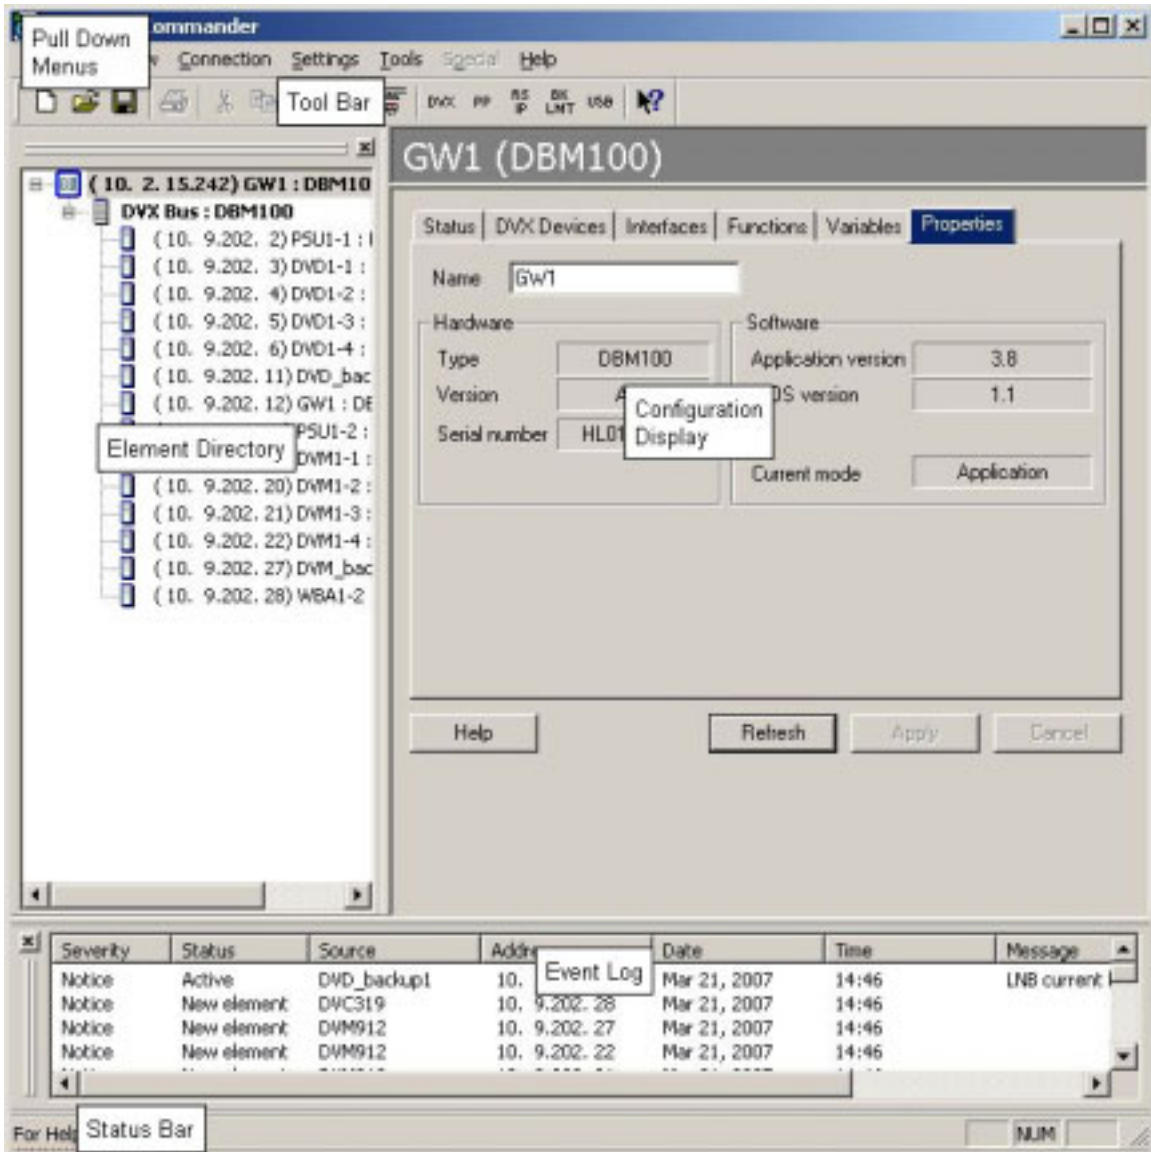 Pull Down
Menus
ommander
Connection Settings Tools Special Help
Tool Bar
DVX PP RS IP BK LMT USB
GW1 (DBM100)
( 10. 2. 15.242) GW1 : DBM10
DVX Bus : DBM100
( 10. 9.202. 2) PSU1-1 :
( 10. 9.202. 3) DVD1-1 :
( 10. 9.202. 4) DVD1-2 :
( 10. 9.202. 5) DVD1-3 :
( 10. 9.202. 6) DVD1-4 :
( 10. 9.202. 11) DVD_bac
( 10. 9.202. 12) GW1 : DB
PSU1-2 :
DVM1-1 :
Element Directory
( 10. 9.202. 20) DVM1-2 :
( 10. 9.202. 21) DVM1-3 :
( 10. 9.202. 22) DVM1-4 :
( 10. 9.202. 27) DVM_bac
( 10. 9.202. 28) WBA1-2
Status DVX Devices Interfaces Functions Variables Properties
Name GW1
Hardware
Type DBM100
Version A
Serial number HL01
Configuration
Display
Software
Application version 3.8
OS version 1.1
Current mode Application
Help Refresh Apply Cancel
Severity Status Source Addre Date Time Message
Event Log
Notice Active DVD_backup1 10. Mar 21, 2007 14:46 LNB current
Notice New element DVC319 10. 9.202. 28 Mar 21, 2007 14:46
Notice New element DVM912 10. 9.202. 27 Mar 21, 2007 14:46
Notice New element DVM912 10. 9.202. 22 Mar 21, 2007 14:46
For Help
Status Bar
NUM